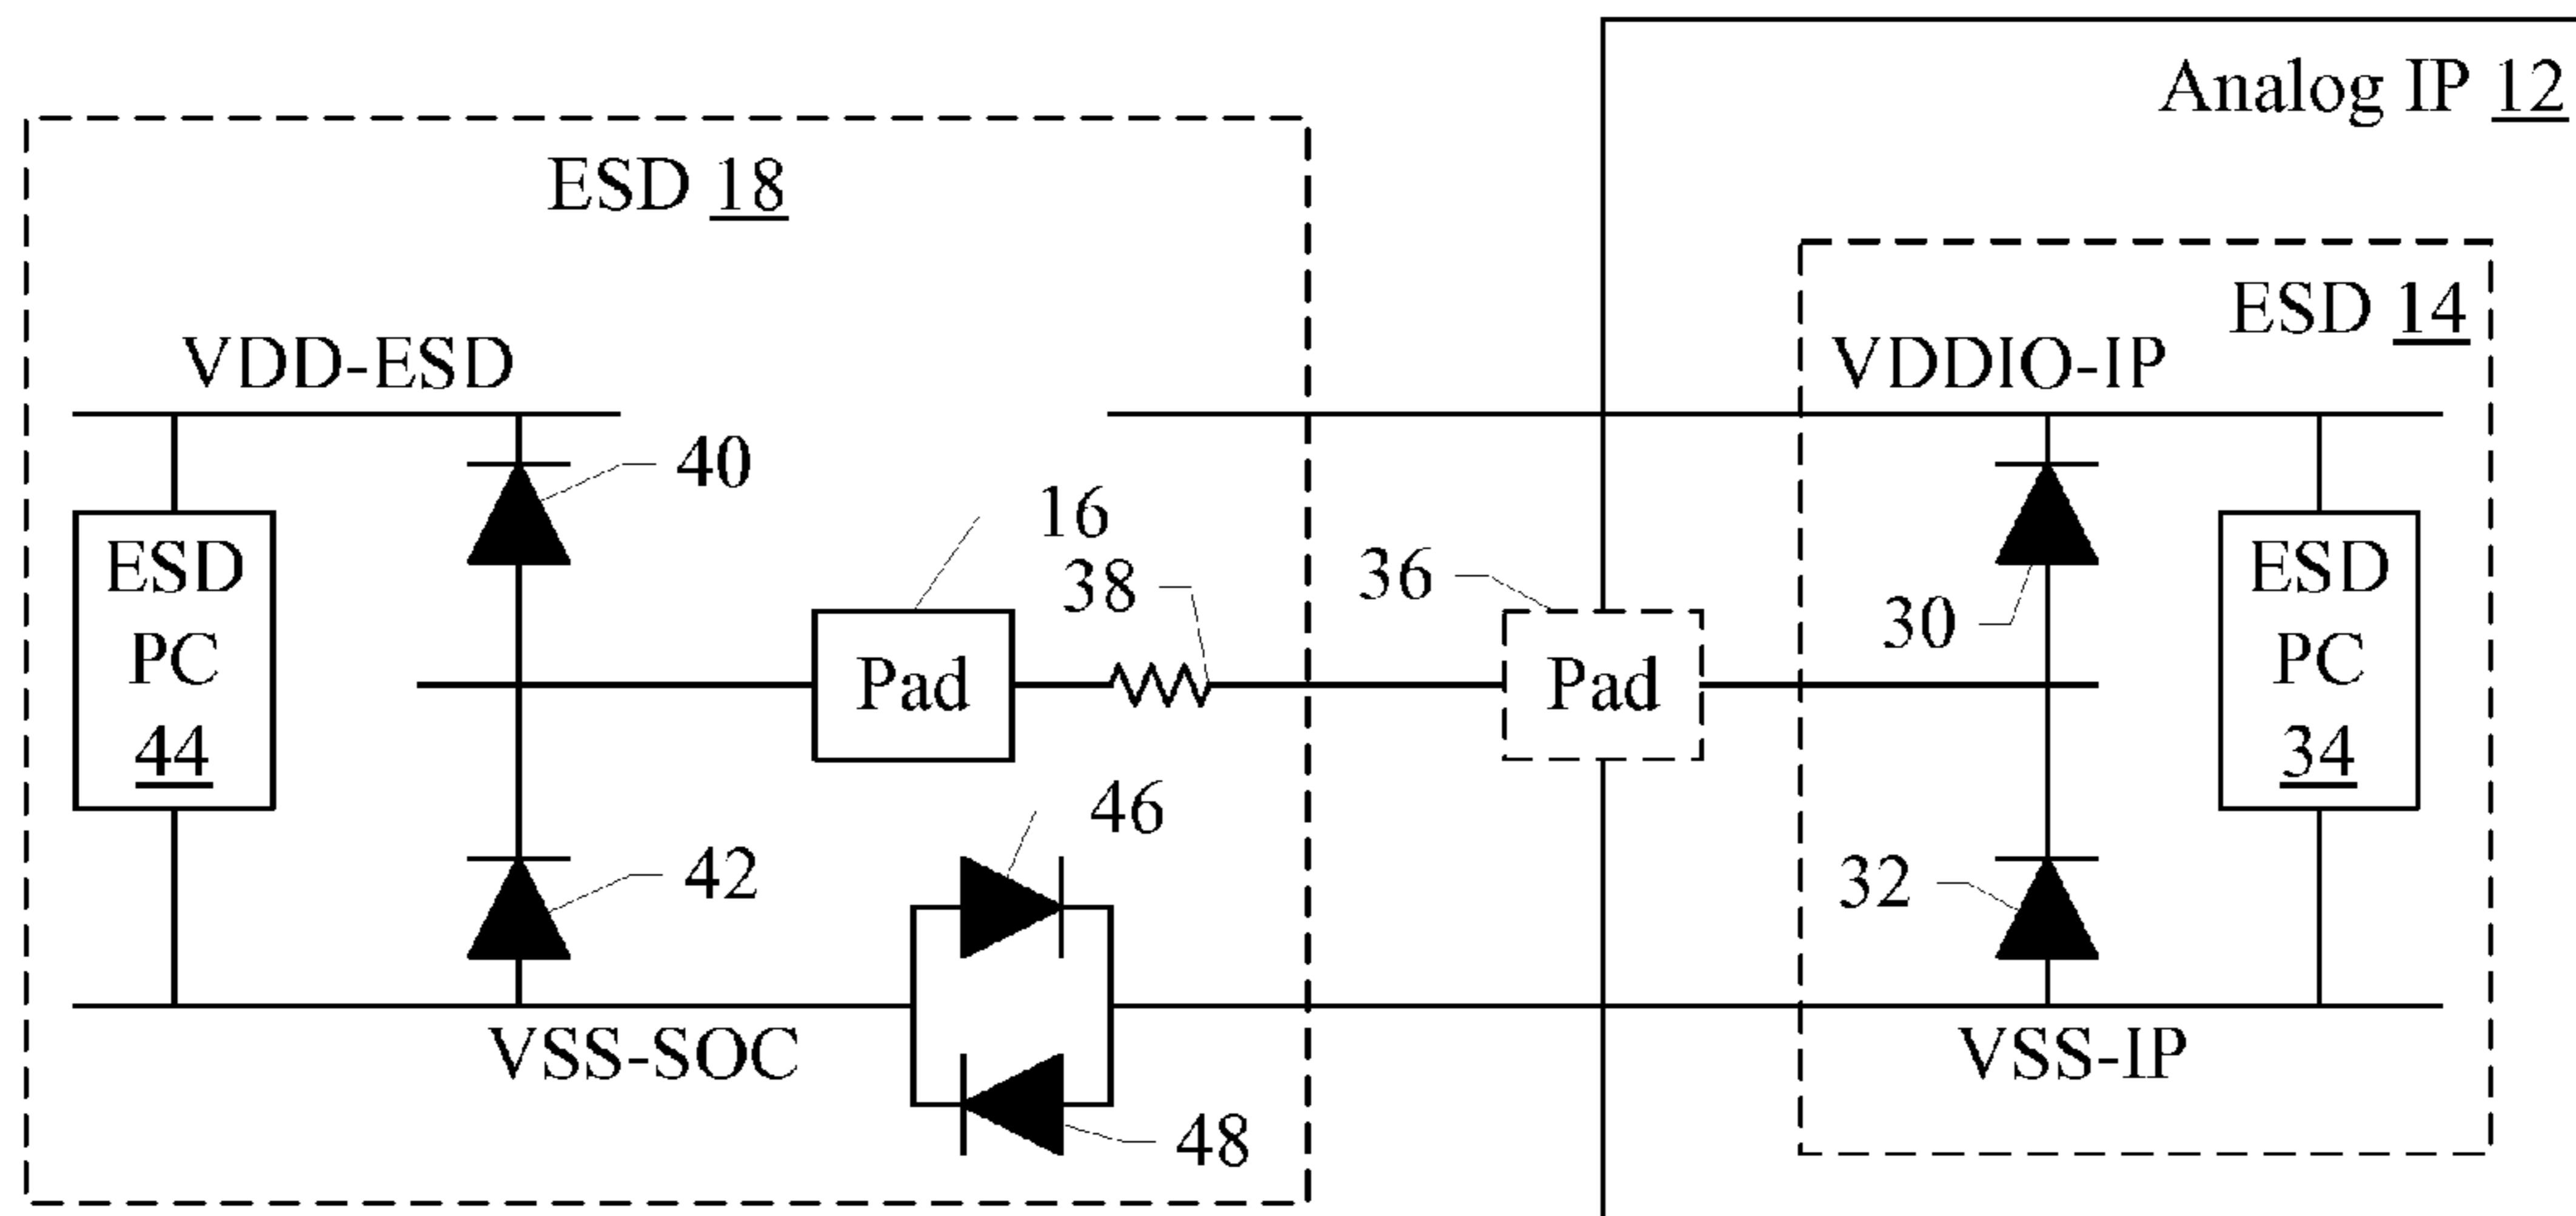 Analog IP 12
ESD 18
ESD 14
VDD-ESD
VDDIO-IP
40
16
38
36
30
ESD
PC
44
ESD
PC
34
Pad
Pad
46
42
32
VSS-SOC
VSS-IP
48